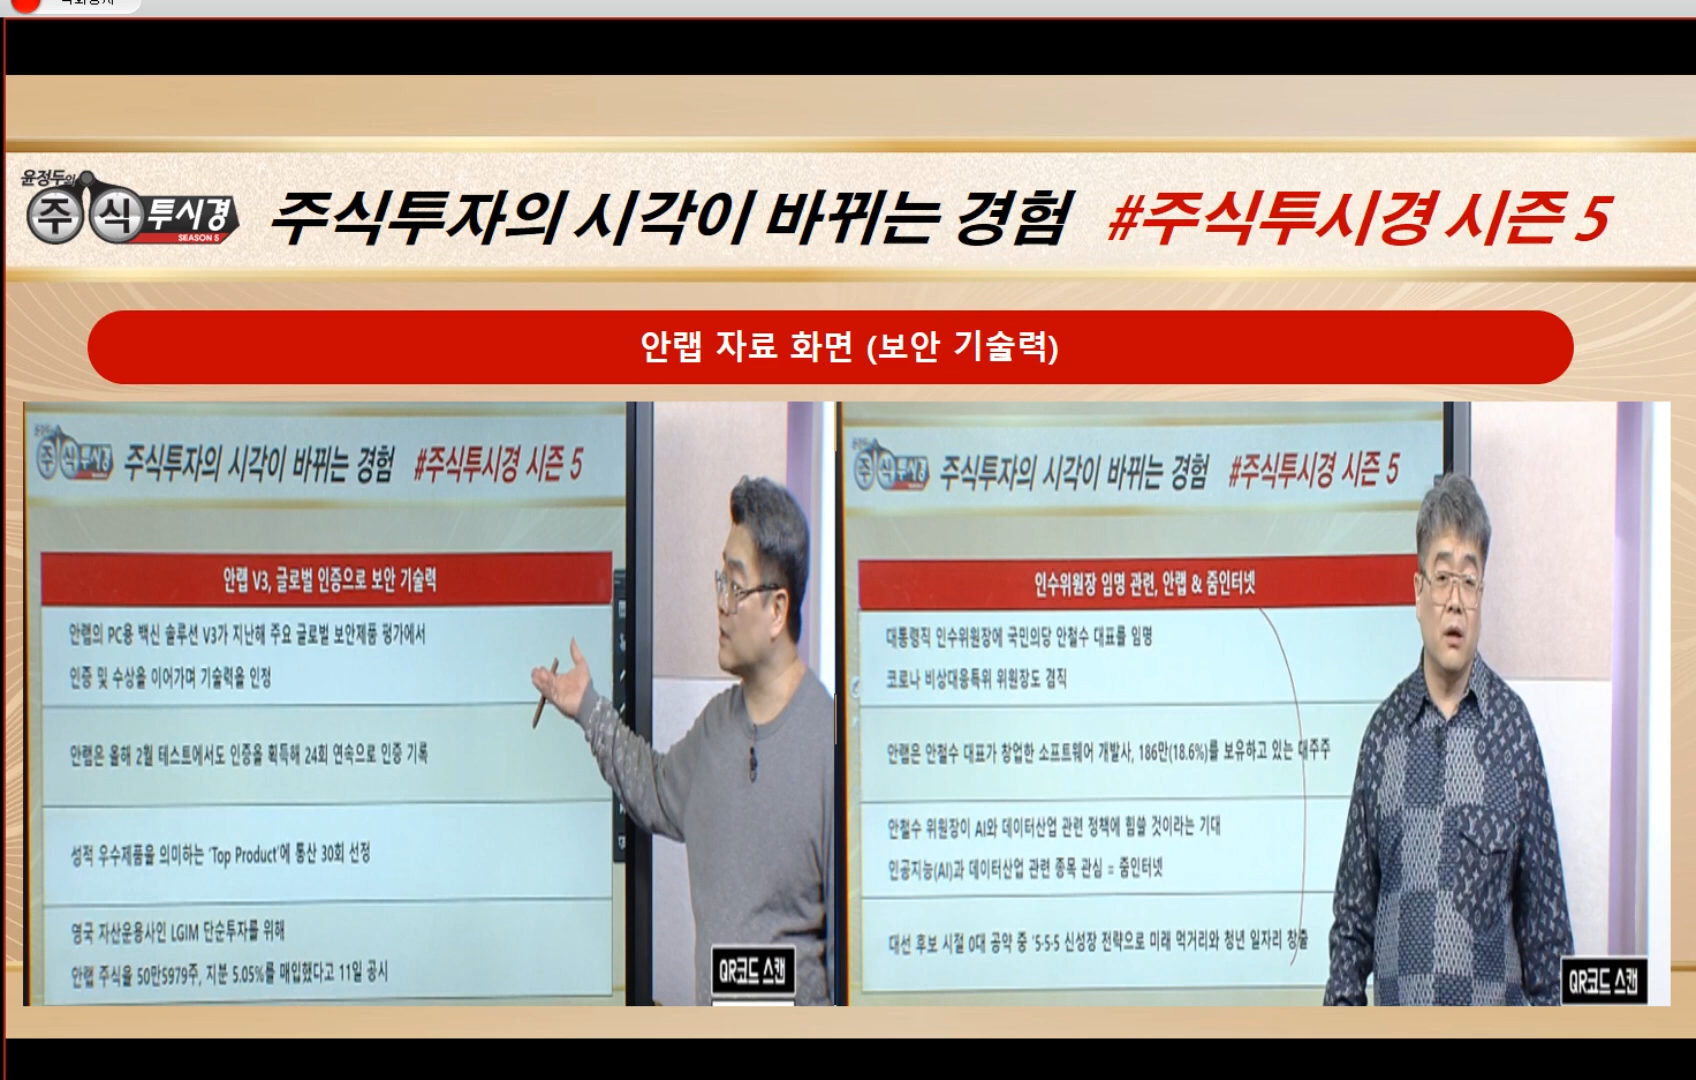 윤정두의
주식투시경
SEASON 5
주식투자의 시각이 바뀌는 경험 #주식투시경 시즌 5
안랩 자료 화면 (보안 기술력)
주식투시경
주식투자의 시각이 바뀌는 경험 #주식투시경 시즌 5
안랩 V3, 글로벌 인증으로 보안 기술력
안랩의 PC용 백신 솔루션 V3가 지난해 주요 글로벌 보안제품 평가에서
인증 및 수상을 이어가며 기술력을 인정
안랩은 올해 2월 테스트에서도 인증을 획득해 24회 연속으로 인증 기록
성적 우수제품을 의미하는 'Top Product'에 통산 30회 선정
영국 자산운용사인 LGIM 단순투자를 위해
안랩 주식을 50만5979주, 지분 5.05%를 매입했다고 11일 공시
QR코드 스캔
주식투시경
주식투자의 시각이 바뀌는 경험 #주식투시경 시즌 5
인수위원장 임명 관련, 안랩 & 줌인터넷
대통령직 인수위원장에 국민의당 안철수 대표를 임명
코로나 비상대응특위 위원장도 겸직
안랩은 안철수 대표가 창업한 소프트웨어 개발사, 186만(18.6%)를 보유하고 있는 대주주
안철수 위원장이 AI와 데이터산업 관련 정책에 힘쓸 것이라는 기대
인공지능(AI)과 데이터산업 관련 종목 관심 = 줌인터넷
대선 후보 시절 0대 공약 중 '5·5·5 신성장 전략으로 미래 먹거리와 청년 일자리 창출
QR코드 스캔